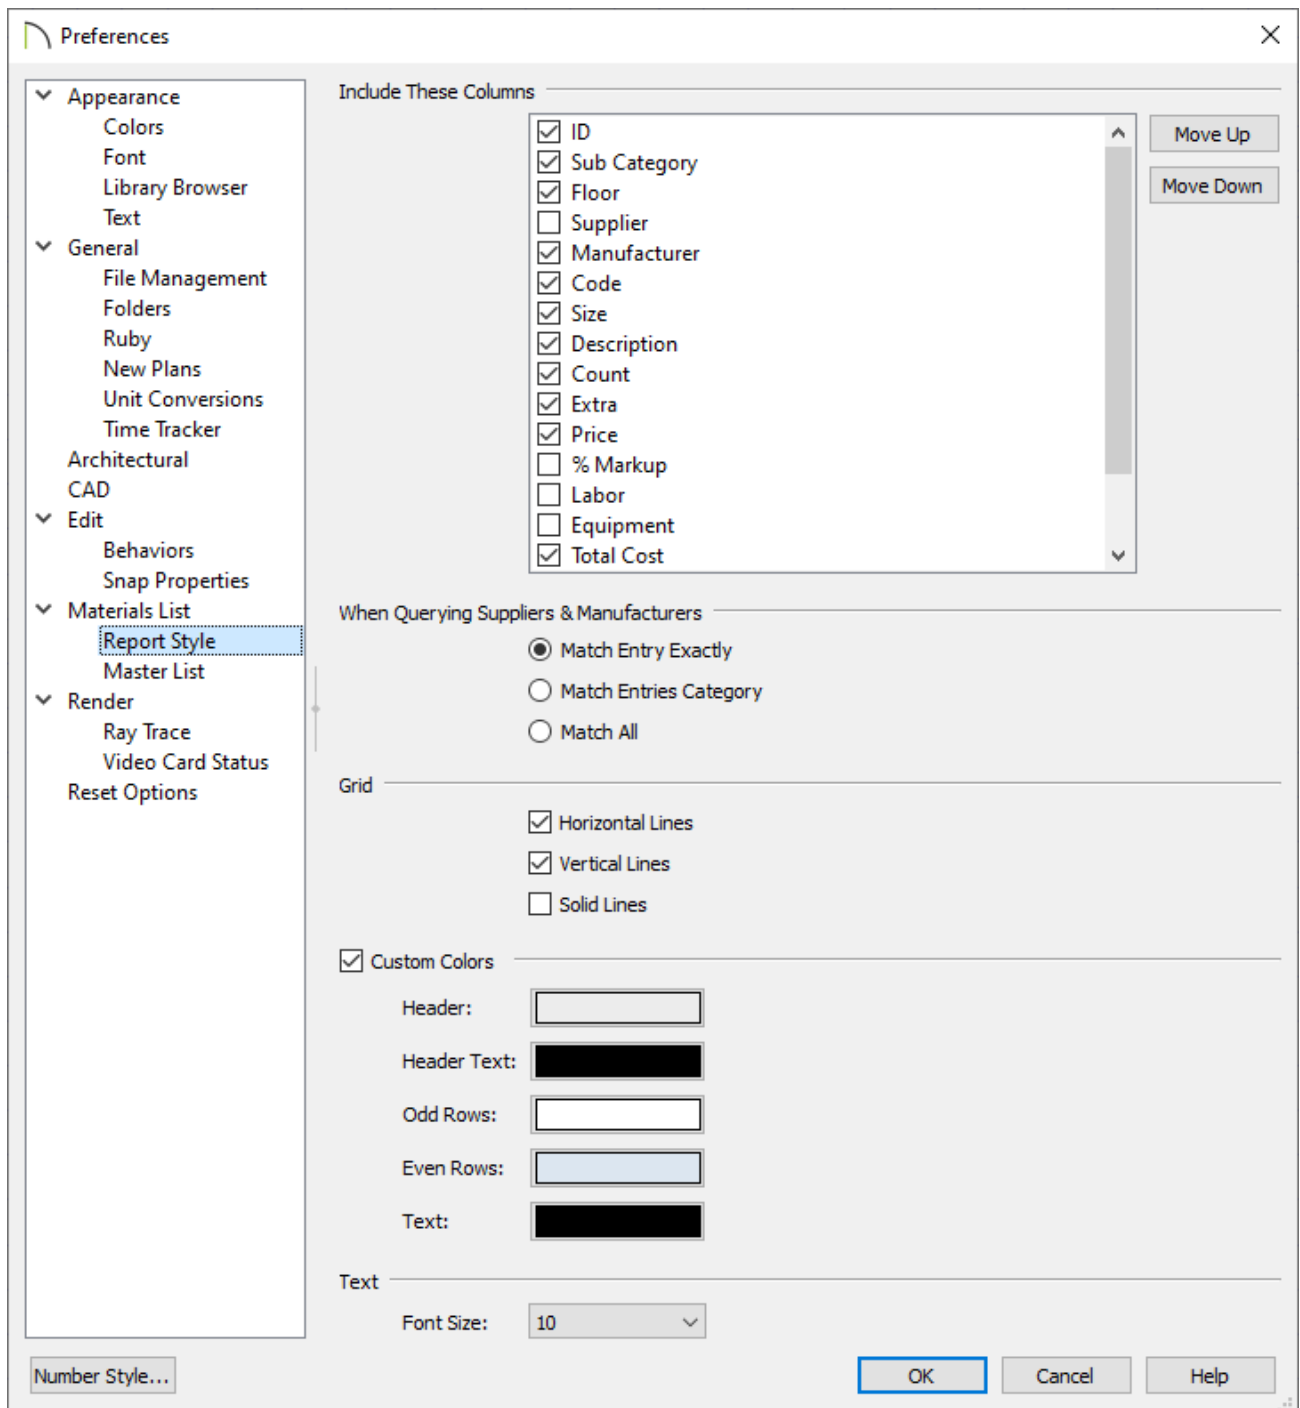 Preferences
Appearance
Colors
Font
Library Browser
Text
General
File Management
Folders
Ruby
New Plans
Unit Conversions
Time Tracker
Architectural
CAD
Edit
Behaviors
Snap Properties
Materials List
Report Style
Master List
Render
Ray Trace
Video Card Status
Reset Options
Include These Columns
ID
Sub Category
Floor
Supplier
Manufacturer
Code
Size
Description
Count
Extra
Price
% Markup
Labor
Equipment
Total Cost
Move Up
Move Down
When Querying Suppliers & Manufacturers
Match Entry Exactly
Match Entries Category
Match All
Grid
Horizontal Lines
Vertical Lines
Solid Lines
Custom Colors
Header:
Header Text:
Odd Rows:
Even Rows:
Text:
Text
Font Size: 10
Number Style...
OK
Cancel
Help